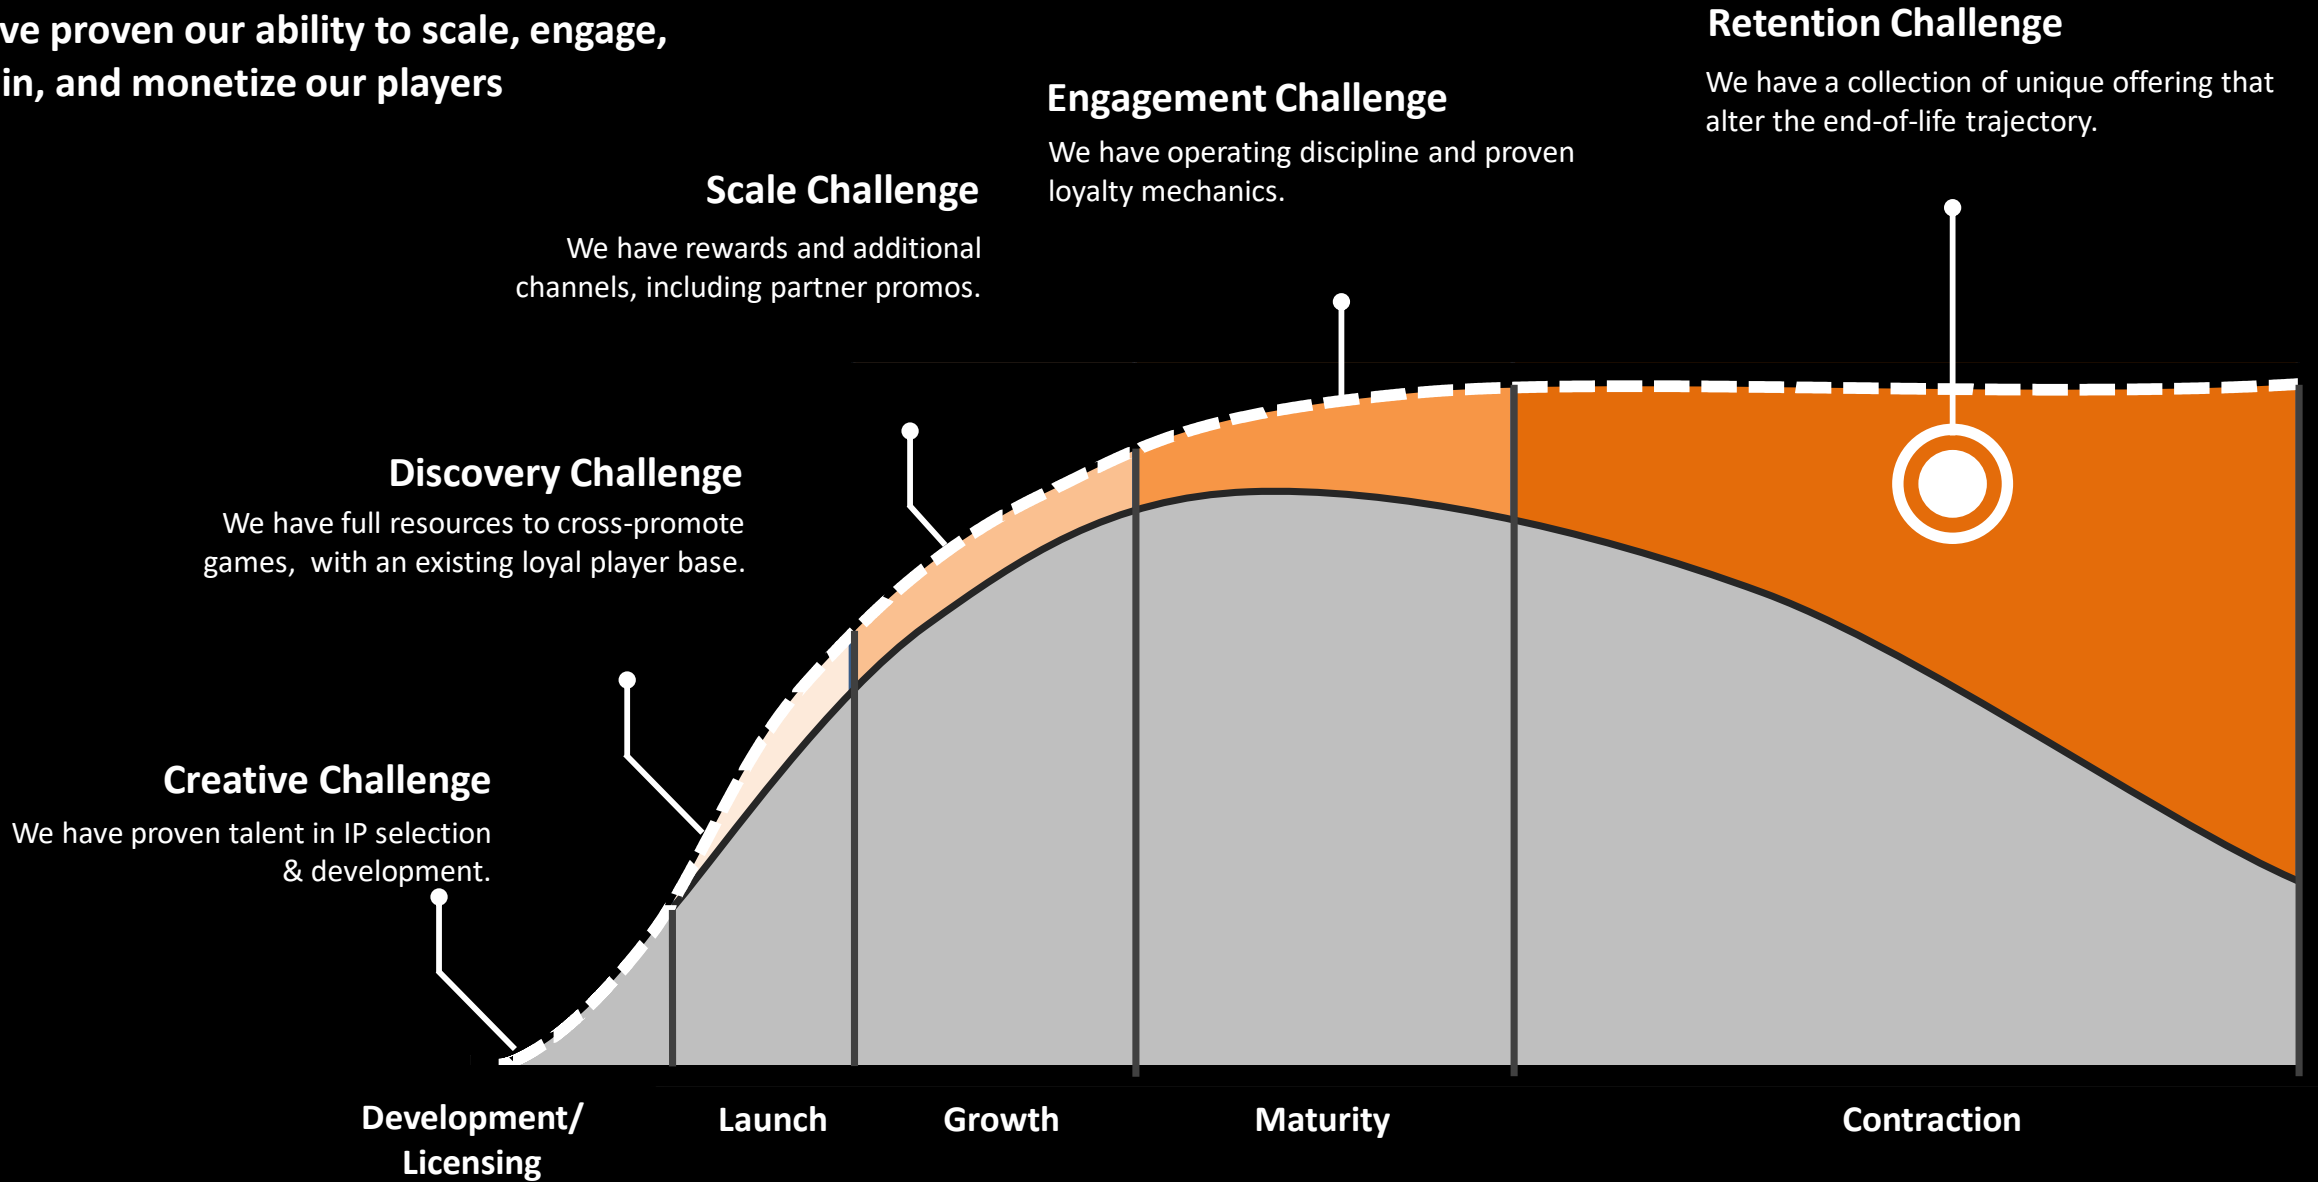 ve proven our ability to scale, engage,
in, and monetize our players
Retention Challenge
We have a collection of unique offering that
alter the end-of-life trajectory.
Engagement Challenge
We have operating discipline and proven
loyalty mechanics.
Scale Challenge
We have rewards and additional
channels, including partner promos.
Discovery Challenge
We have full resources to cross-promote
games, with an existing loyal player base.
Creative Challenge
We have proven talent in IP selection
& development.
Development/
Licensing
Launch
Growth
Maturity
Contraction